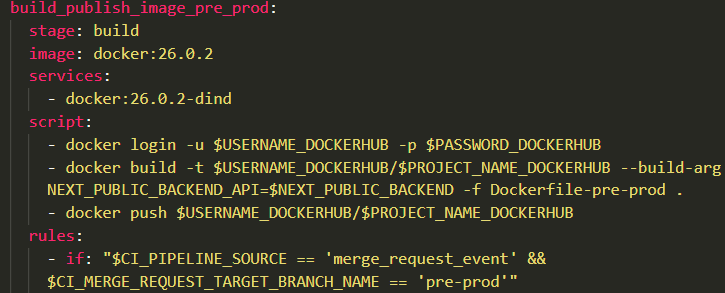 build_publish_image_pre_prod:
  stage: build
  image: docker:26.0.2
  services:
    - docker:26.0.2-dind
  script:
    - docker login -u $USERNAME_DOCKERHUB -p $PASSWORD_DOCKERHUB
    - docker build -t $USERNAME_DOCKERHUB/$PROJECT_NAME_DOCKERHUB --build-arg
    NEXT_PUBLIC_BACKEND_API=$NEXT_PUBLIC_BACKEND -f Dockerfile-pre-prod .
    - docker push $USERNAME_DOCKERHUB/$PROJECT_NAME_DOCKERHUB
  rules:
    - if: "$CI_PIPELINE_SOURCE == 'merge_request_event' &&
    $CI_MERGE_REQUEST_TARGET_BRANCH_NAME == 'pre-prod'"